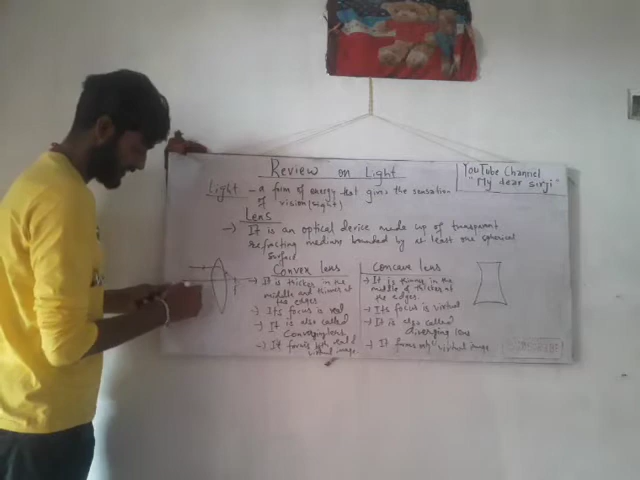 Review on Light
YouTube Channel
"My dear sirji"
Light - a form of energy that gives the sensation
of vision (sight)
Lens
→ It is an optical device made up of transparent
refracting medium bounded by at least one spherical
surface
Convex lens
→ It is thicker in the
middle and thinner at
the edges
→ Its focus is real
→ It is also called
Converging lens
→ It forms both real &
virtual image
Concave lens
→ It is thinner in the
middle & thicker at
the edges.
→ Its focus is virtual
→ It is also called
diverging lens
→ It forms only virtual image
SUBSCRIBE